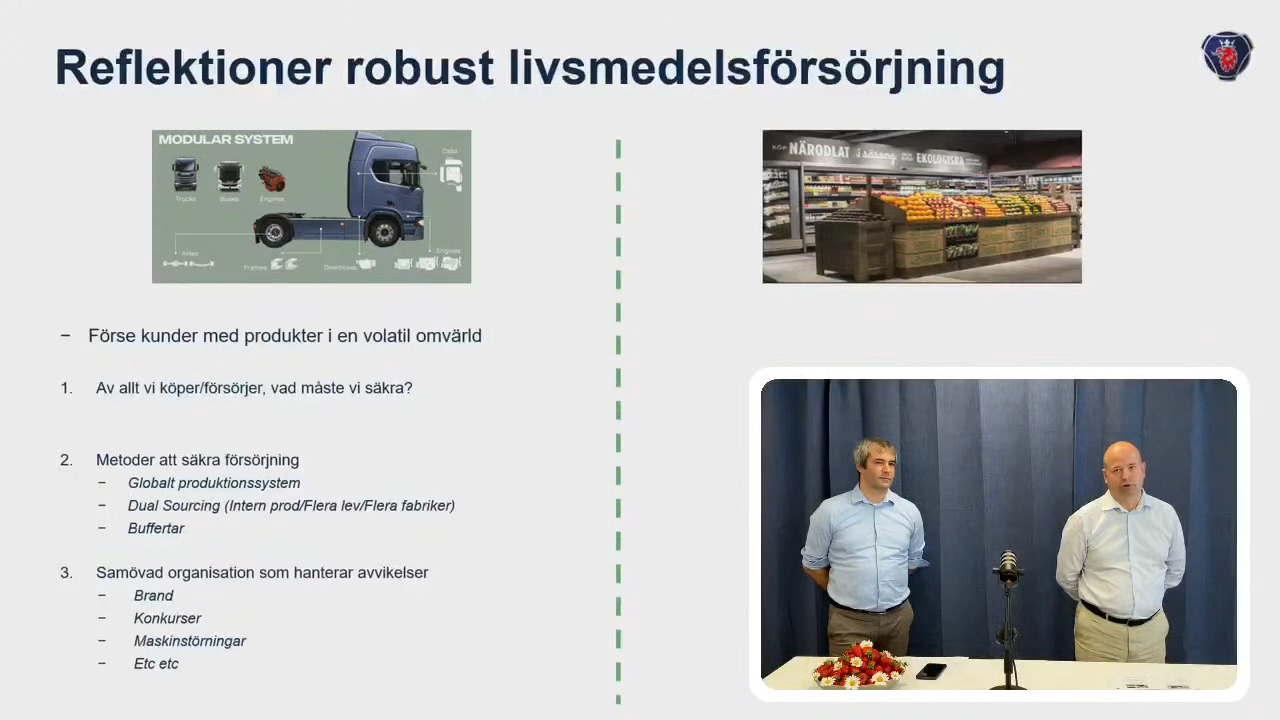 Reflektioner robust livsmedelsförsörjning
MODULAR SYSTEM
Trucks
Buses
Engines
Cabs
Axles
Frames
Gearboxes
Engines
KÖP NÄRODLAT i säsong EKOLOGISKA
− Förse kunder med produkter i en volatil omvärld
1. Av allt vi köper/försörjer, vad måste vi säkra?
2. Metoder att säkra försörjning
− Globalt produktionssystem
− Dual Sourcing (Intern prod/Flera lev/Flera fabriker)
− Buffertar
3. Samövad organisation som hanterar avvikelser
− Brand
− Konkurser
− Maskinstörningar
− Etc etc